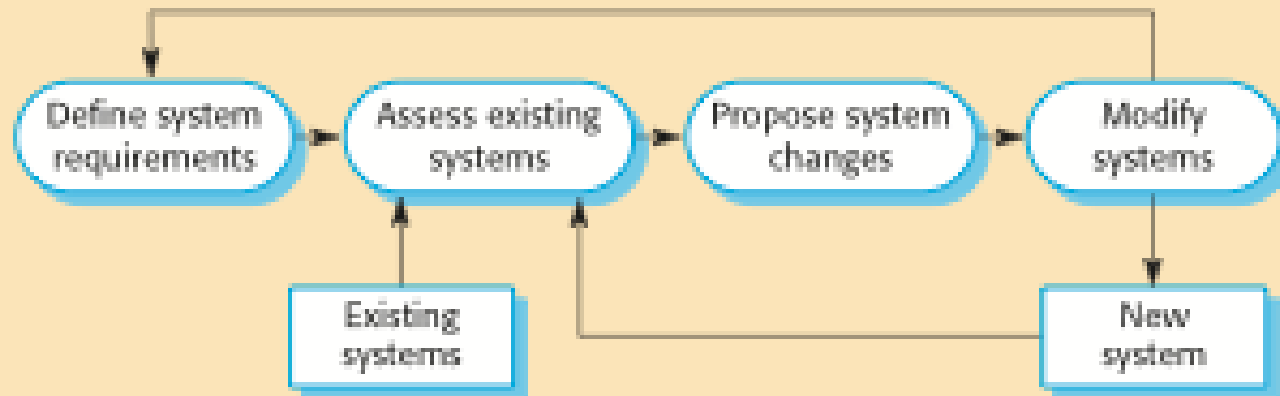 Define system
requirements
Assess existing
systems
Propose system
changes
Modify
systems
Existing
systems
New
system